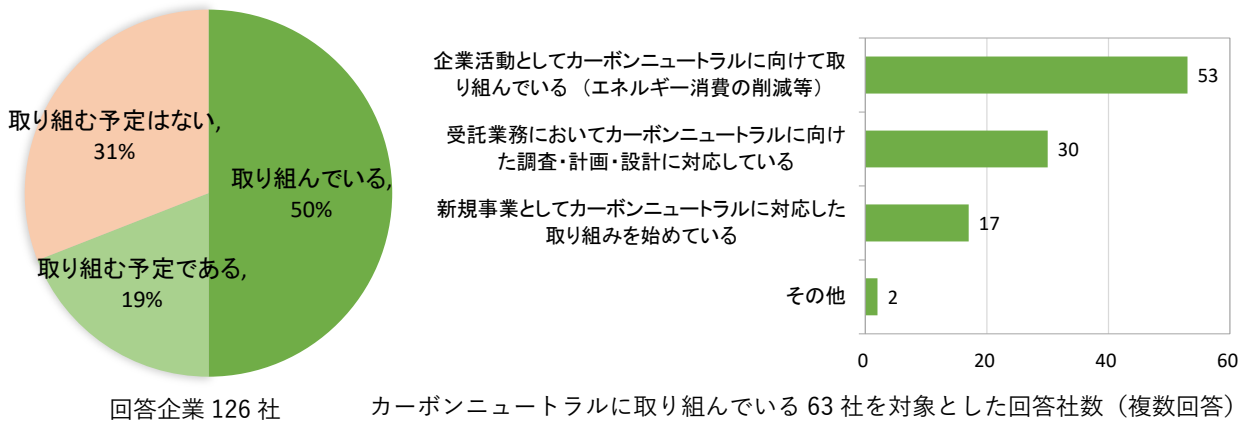 取り組む予定はない,
31%
取り組んでいる,
50%
取り組む予定である,
19%
回答企業 126 社
企業活動としてカーボンニュートラルに向けて取
り組んでいる （エネルギー消費の削減等）
53
受託業務においてカーボンニュートラルに向け
た調査・計画・設計に対応している
30
新規事業としてカーボンニュートラルに対応した
取り組みを始めている
17
その他
2
0 20 40 60
カーボンニュートラルに取り組んでいる 63 社を対象とした回答社数（複数回答）